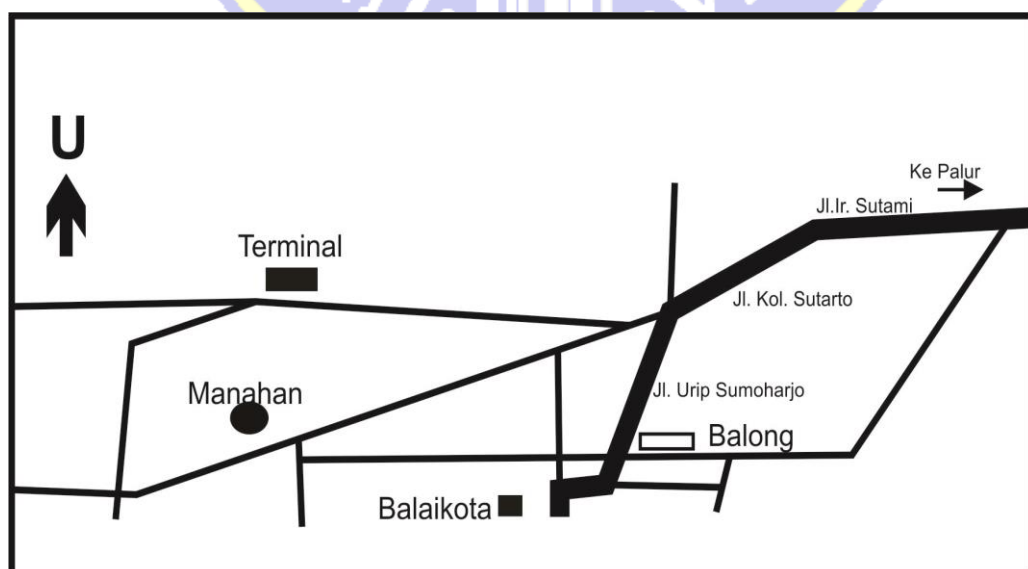 U
Ke Palur
Jl.Ir. Sutami
Terminal
Jl. Kol. Sutarto
Manahan
Jl. Urip Sumoharjo
Balong
Balaikota